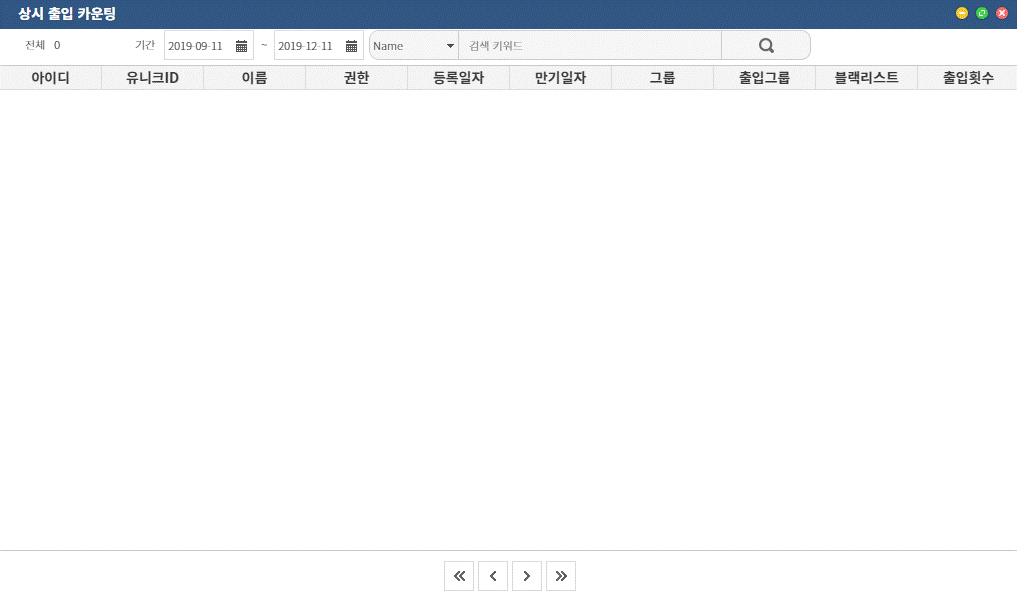 상시 출입 카운팅
전체 0 기간 2019-09-11 ~ 2019-12-11 Name 검색 키워드
아이디 유니크ID 이름 권한 등록일자 만기일자 그룹 출입그룹 블랙리스트 출입횟수